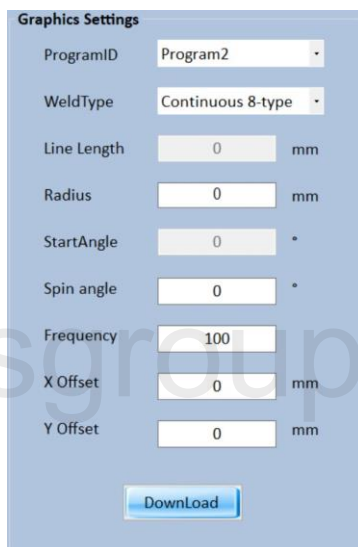 Graphics Settings
ProgramID Program2
WeldType Continuous 8-type
Line Length 0 mm
Radius 0 mm
StartAngle 0 °
Spin angle 0 °
Frequency 100
X Offset 0 mm
Y Offset 0 mm
DownLoad
sgroup